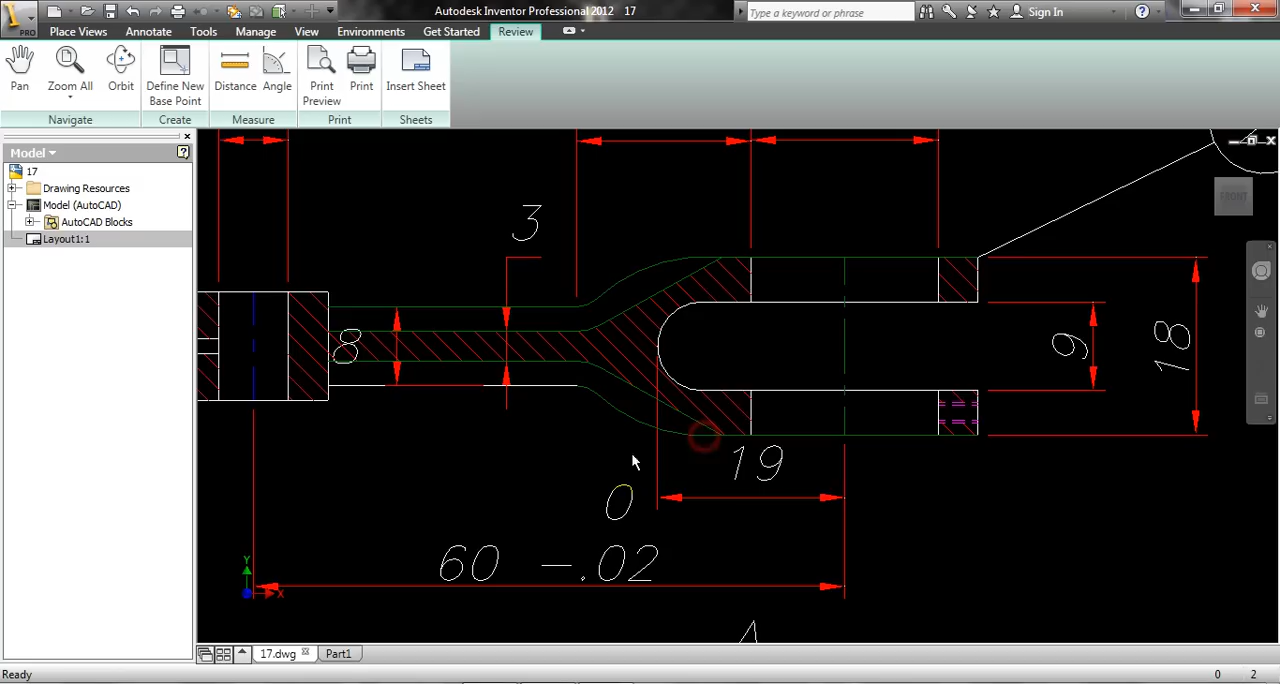 Autodesk Inventor Professional 2012 17
Type a keyword or phrase
Sign In
PRO
Place Views Annotate Tools Manage View Environments Get Started Review
Pan Zoom All Orbit
Define New
Base Point
Distance Angle
Print
Preview
Print
Insert Sheet
Navigate Create Measure Print Sheets
Model
17
Drawing Resources
Model (AutoCAD)
AutoCAD Blocks
Layout1:1
FRONT
3
8
9
18
19
0
60 -.02
Y
X
17.dwg Part1
Ready
0 2